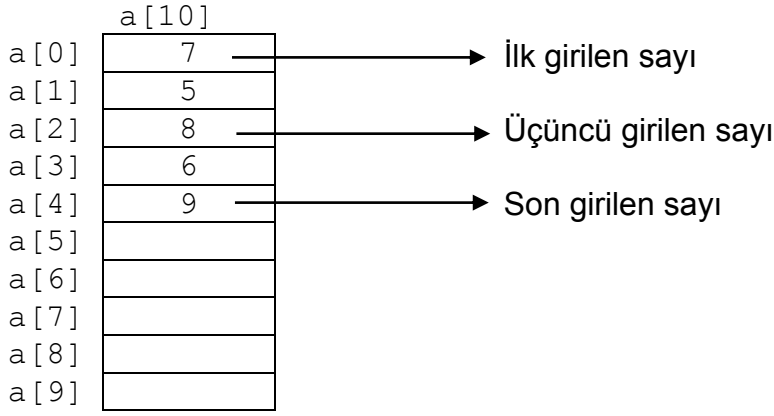 a[10]
a[0] 7 İlk girilen sayı
a[1] 5
a[2] 8 Üçüncü girilen sayı
a[3] 6
a[4] 9 Son girilen sayı
a[5]
a[6]
a[7]
a[8]
a[9]